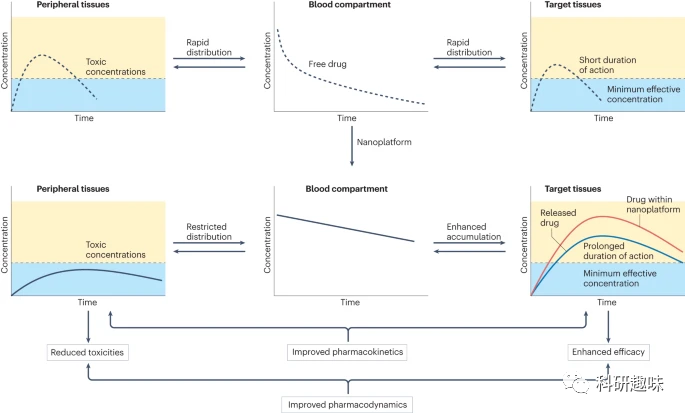 Peripheral tissues
Blood compartment
Target tissues
Concentration
Toxic
concentrations
Time
Rapid
distribution
Concentration
Free drug
Time
Rapid
distribution
Concentration
Short duration
of action
Minimum effective
concentration
Time
Nanoplatform
Peripheral tissues
Blood compartment
Target tissues
Concentration
Toxic
concentrations
Time
Restricted
distribution
Concentration
Time
Enhanced
accumulation
Concentration
Released
drug
Drug within
nanoplatform
Prolonged
duration of action
Minimum effective
concentration
Time
Reduced toxicities
Improved pharmacokinetics
Enhanced efficacy
Improved pharmacodynamics
科研趣味